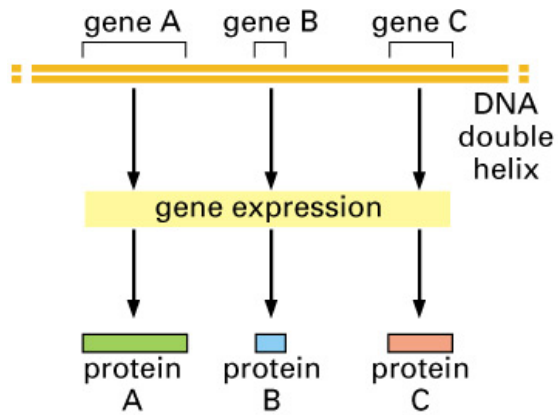 gene A gene B gene C
DNA
double
helix
gene expression
protein protein protein
A B C